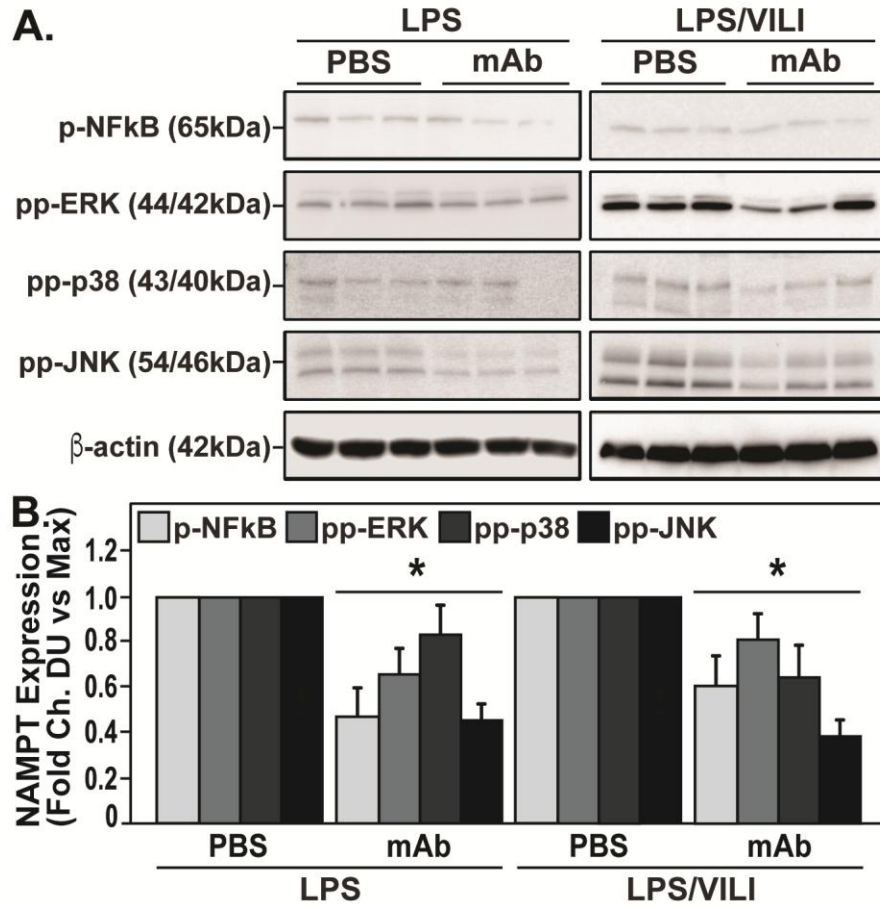 A.
LPS LPS/VILI
PBS mAb PBS mAb
p-NFkB (65kDa)
pp-ERK (44/42kDa)
pp-p38 (43/40kDa)
pp-JNK (54/46kDa)
β-actin (42kDa)
B.
p-NFkB pp-ERK pp-p38 pp-JNK
NAMPT Expression
(Fold Ch. DU vs Max)
1.2
1.0
0.8
0.6
0.4
0.2
0
* *
PBS mAb PBS mAb
LPS LPS/VILI